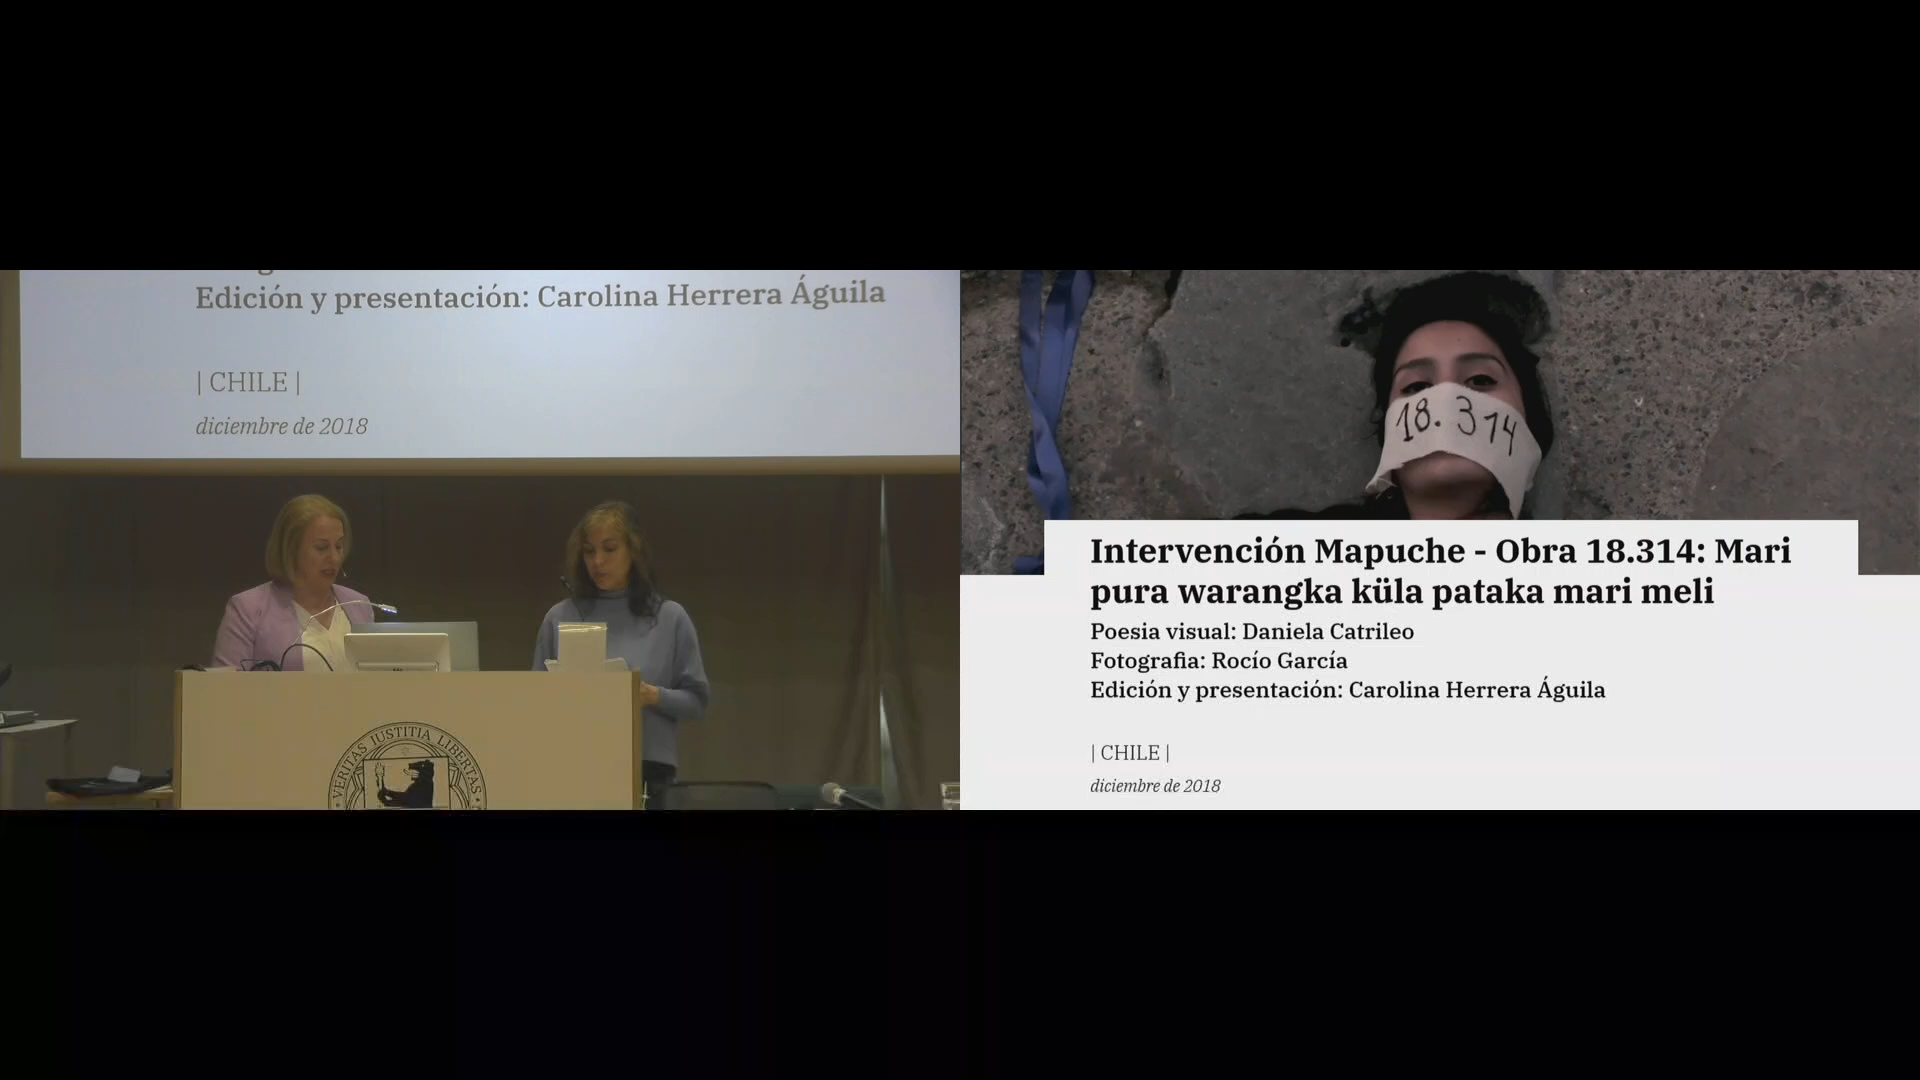 Edición y presentación: Carolina Herrera Águila
| CHILE |
diciembre de 2018
VERITAS IUSTITIA LIBERTAS
18.314
Intervención Mapuche - Obra 18.314: Mari
pura warangka küla pataka mari meli
Poesia visual: Daniela Catrileo
Fotografia: Rocío García
Edición y presentación: Carolina Herrera Águila
| CHILE |
diciembre de 2018